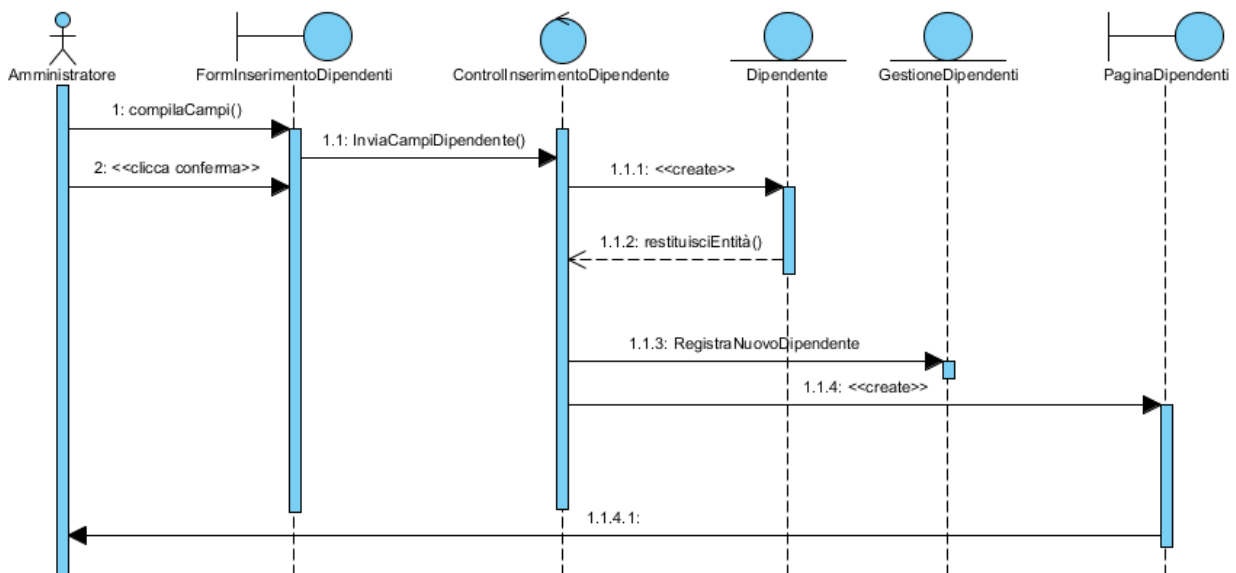 Amministratore
FormInserimentoDipendenti
ControlInserimentoDipendente
Dipendente
GestioneDipendenti
PaginaDipendenti
1: compilaCampi()
1.1: InviaCampiDipendente()
2: <<clicca conferma>>
1.1.1: <<create>>
1.1.2: restituisciEntità()
1.1.3: RegistraNuovoDipendente
1.1.4: <<create>>
1.1.4.1: